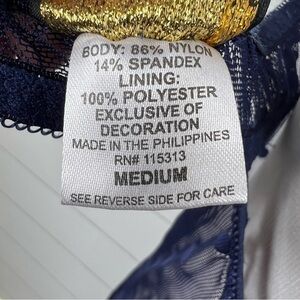 BODY: 86% NYLON
14% SPANDEX
LINING:
100% POLYESTER
EXCLUSIVE OF
DECORATION
MADE IN THE PHILIPPINES
RN# 115313
MEDIUM
SEE REVERSE SIDE FOR CARE